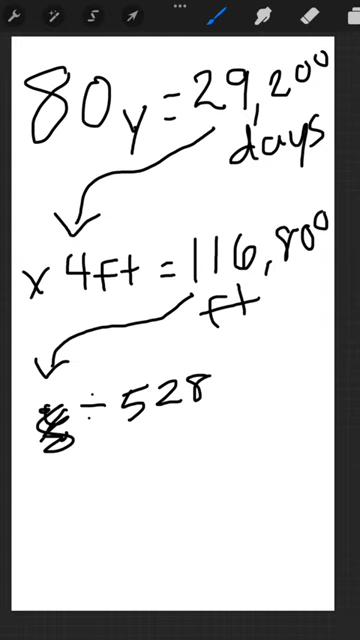 80y = 29,200
days
x 4ft = 116,800
ft
÷ 528